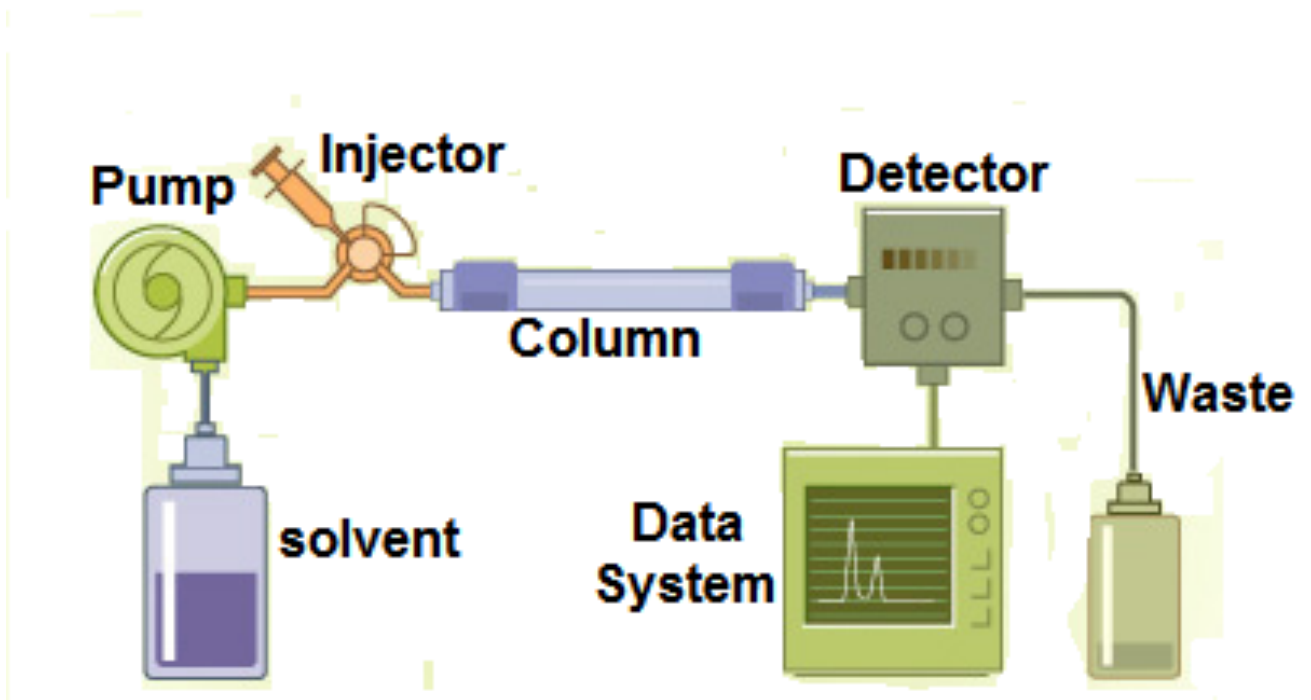 Injector
Pump
Detector
Column
Waste
solvent
Data
System